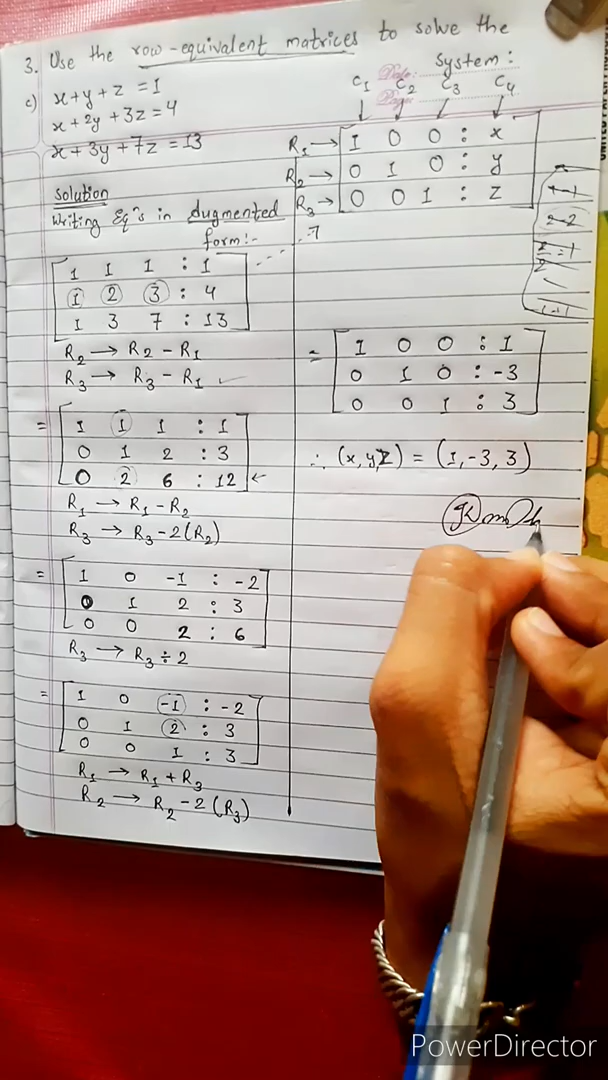 3. Use the row-equivalent matrices to solve the
system:
c) x+y+z = 1
x+2y+3z = 4
x+3y+7z = 13
Solution
Writing Eq's in Augmented
form:-
1 1 1 : 1
1 2 3 : 4
1 3 7 : 13
R2 → R2 - R1
R3 → R3 - R1 ✓
= 1 1 1 : 1
0 1 2 : 3
0 2 6 : 12 ←
R1 → R1 - R2
R3 → R3 - 2(R2)
= 1 0 -1 : -2
0 1 2 : 3
0 0 2 : 6
R3 → R3 ÷ 2
= 1 0 -1 : -2
0 1 2 : 3
0 0 1 : 3
R1 → R1 + R3
R2 → R2 - 2(R3)
Date:
Page:
C1 C2 C3 C4
R1 → 1 0 0 : x
R2 → 0 1 0 : y
R3 → 0 0 1 : z
= 1 0 0 : 1
0 1 0 : -3
0 0 1 : 3
∴ (x,y,z) = (1,-3,3)
PowerDirector